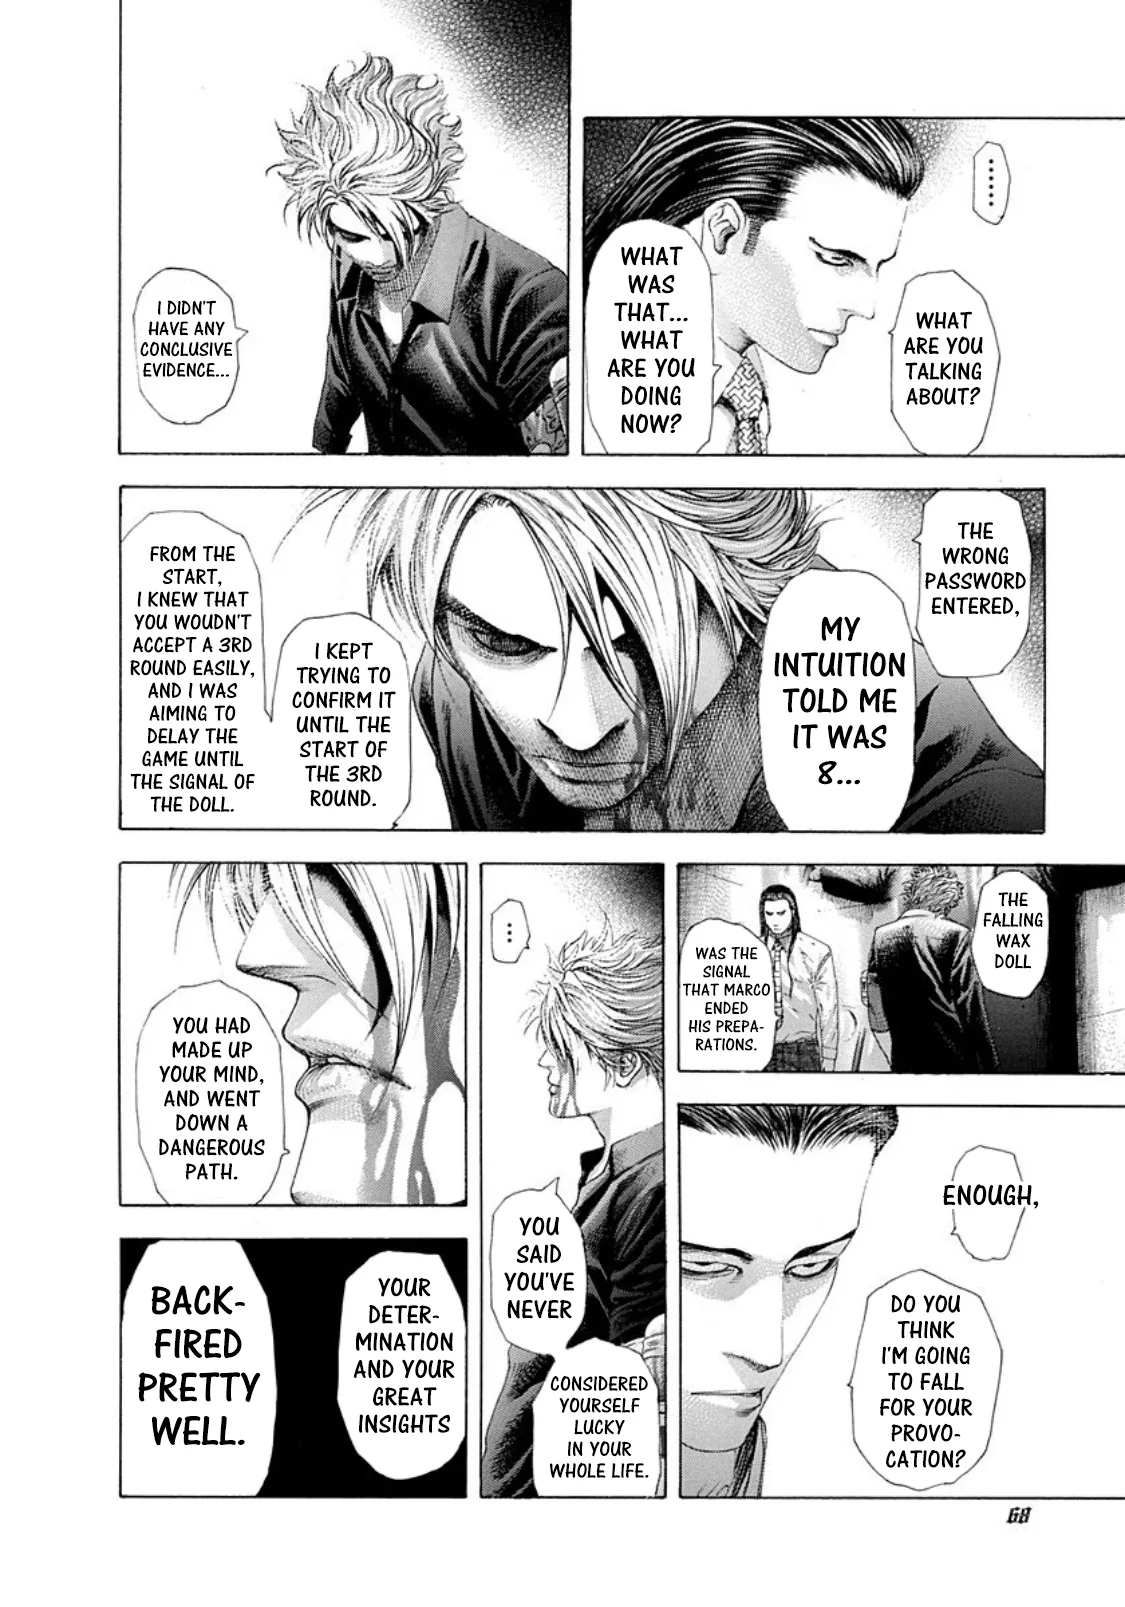 ......
WHAT
ARE YOU
TALKING
ABOUT?
WHAT
WAS
THAT...
WHAT
ARE YOU
DOING
NOW?
I DIDN'T
HAVE ANY
CONCLUSIVE
EVIDENCE...
THE
WRONG
PASSWORD
ENTERED,
MY
INTUITION
TOLD ME
IT WAS
8...
I KEPT
TRYING TO
CONFIRM IT
UNTIL THE
START OF
THE 3RD
ROUND.
FROM THE
START,
I KNEW THAT
YOU WOUDN'T
ACCEPT A 3RD
ROUND EASILY,
AND I WAS
AIMING TO
DELAY THE
GAME UNTIL
THE SIGNAL OF
THE DOLL.
THE
FALLING
WAX
DOLL
WAS THE
SIGNAL
THAT MARCO
ENDED
HIS PREPA-
RATIONS.
ENOUGH,
DO YOU
THINK
I'M GOING
TO FALL
FOR YOUR
PROVO-
CATION?
...
YOU
SAID
YOU'VE
NEVER
CONSIDERED
YOURSELF
LUCKY
IN YOUR
WHOLE LIFE.
YOU HAD
MADE UP
YOUR MIND,
AND WENT
DOWN A
DANGEROUS
PATH.
YOUR
DETER-
MINATION
AND YOUR
GREAT
INSIGHTS
BACK-
FIRED
PRETTY
WELL.
68